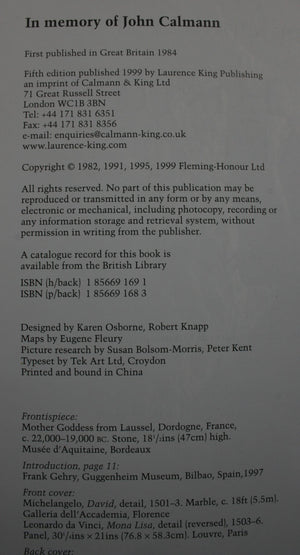 In memory of John Calmann
First published in Great Britain 1984
Fifth edition published 1999 by Laurence King Publishing
an imprint of Calmann & King Ltd
71 Great Russell Street
London WC1B 3BN
Tel: +44 171 831 6351
Fax: +44 171 831 8356
e-mail: enquiries@calmann-king.co.uk
www.laurence-king.com
Copyright © 1982, 1991, 1995, 1999 Fleming-Honour Ltd
All rights reserved. No part of this publication may be
reproduced or transmitted in any form or by any means,
electronic or mechanical, including photocopy, recording or
any information storage and retrieval system, without
permission in writing from the publisher.
A catalogue record for this book is
available from the British Library
ISBN (h/back) 1 85669 169 1
ISBN (p/back) 1 85669 168 3
Designed by Karen Osborne, Robert Knapp
Maps by Eugene Fleury
Picture research by Susan Bolsom-Morris, Peter Kent
Typeset by Tek Art Ltd, Croydon
Printed and bound in China
Frontispiece:
Mother Goddess from Laussel, Dordogne, France,
c. 22,000–19,000 BC. Stone, (47cm) high.
Musée d'Aquitaine, Bordeaux
Introduction, page 11:
Frank Gehry, Guggenheim Museum, Bilbao, Spain,1997
Front cover:
Michelangelo, David, detail, 1501–3. Marble, c. 18ft (5.5m).
Galleria dell'Accademia, Florence
Leonardo da Vinci, Mona Lisa, detail (reversed), 1503–6.
Panel, × 21ins (76.8 × 58.3cm). Louvre, Paris
Back cover: